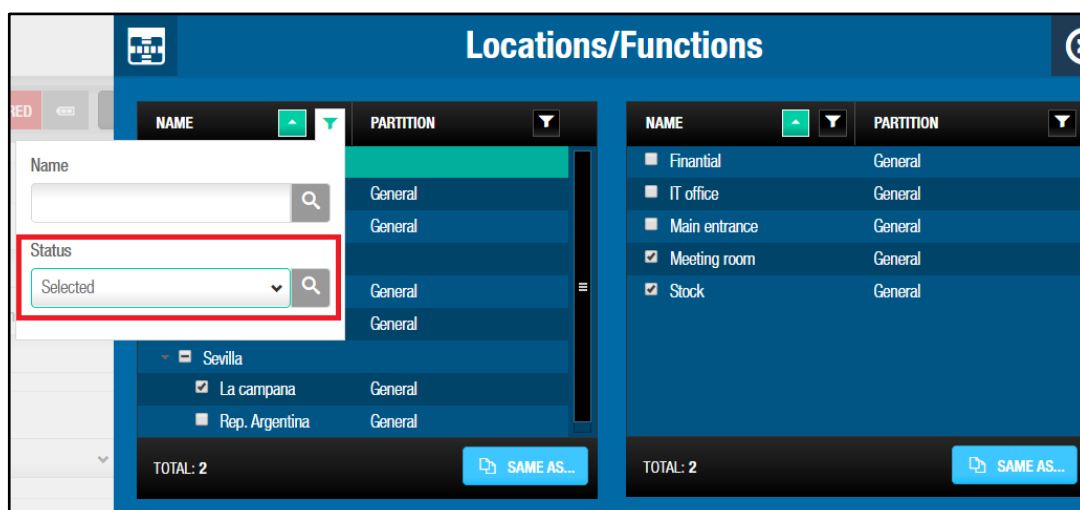 Locations/Functions
RED
NAME
PARTITION
Name
General
General
Status
Selected
General
General
Sevilla
La campana General
Rep. Argentina General
TOTAL: 2
SAME AS...
NAME
PARTITION
Finantial General
IT office General
Main entrance General
Meeting room General
Stock General
TOTAL: 2
SAME AS...